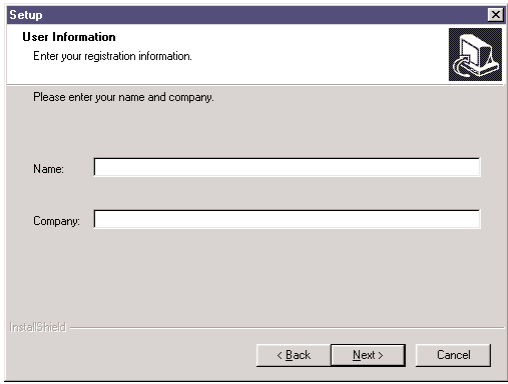 Setup
User Information
Enter your registration information.
Please enter your name and company.
Name:
Company:
InstallShield
< Back Next > Cancel